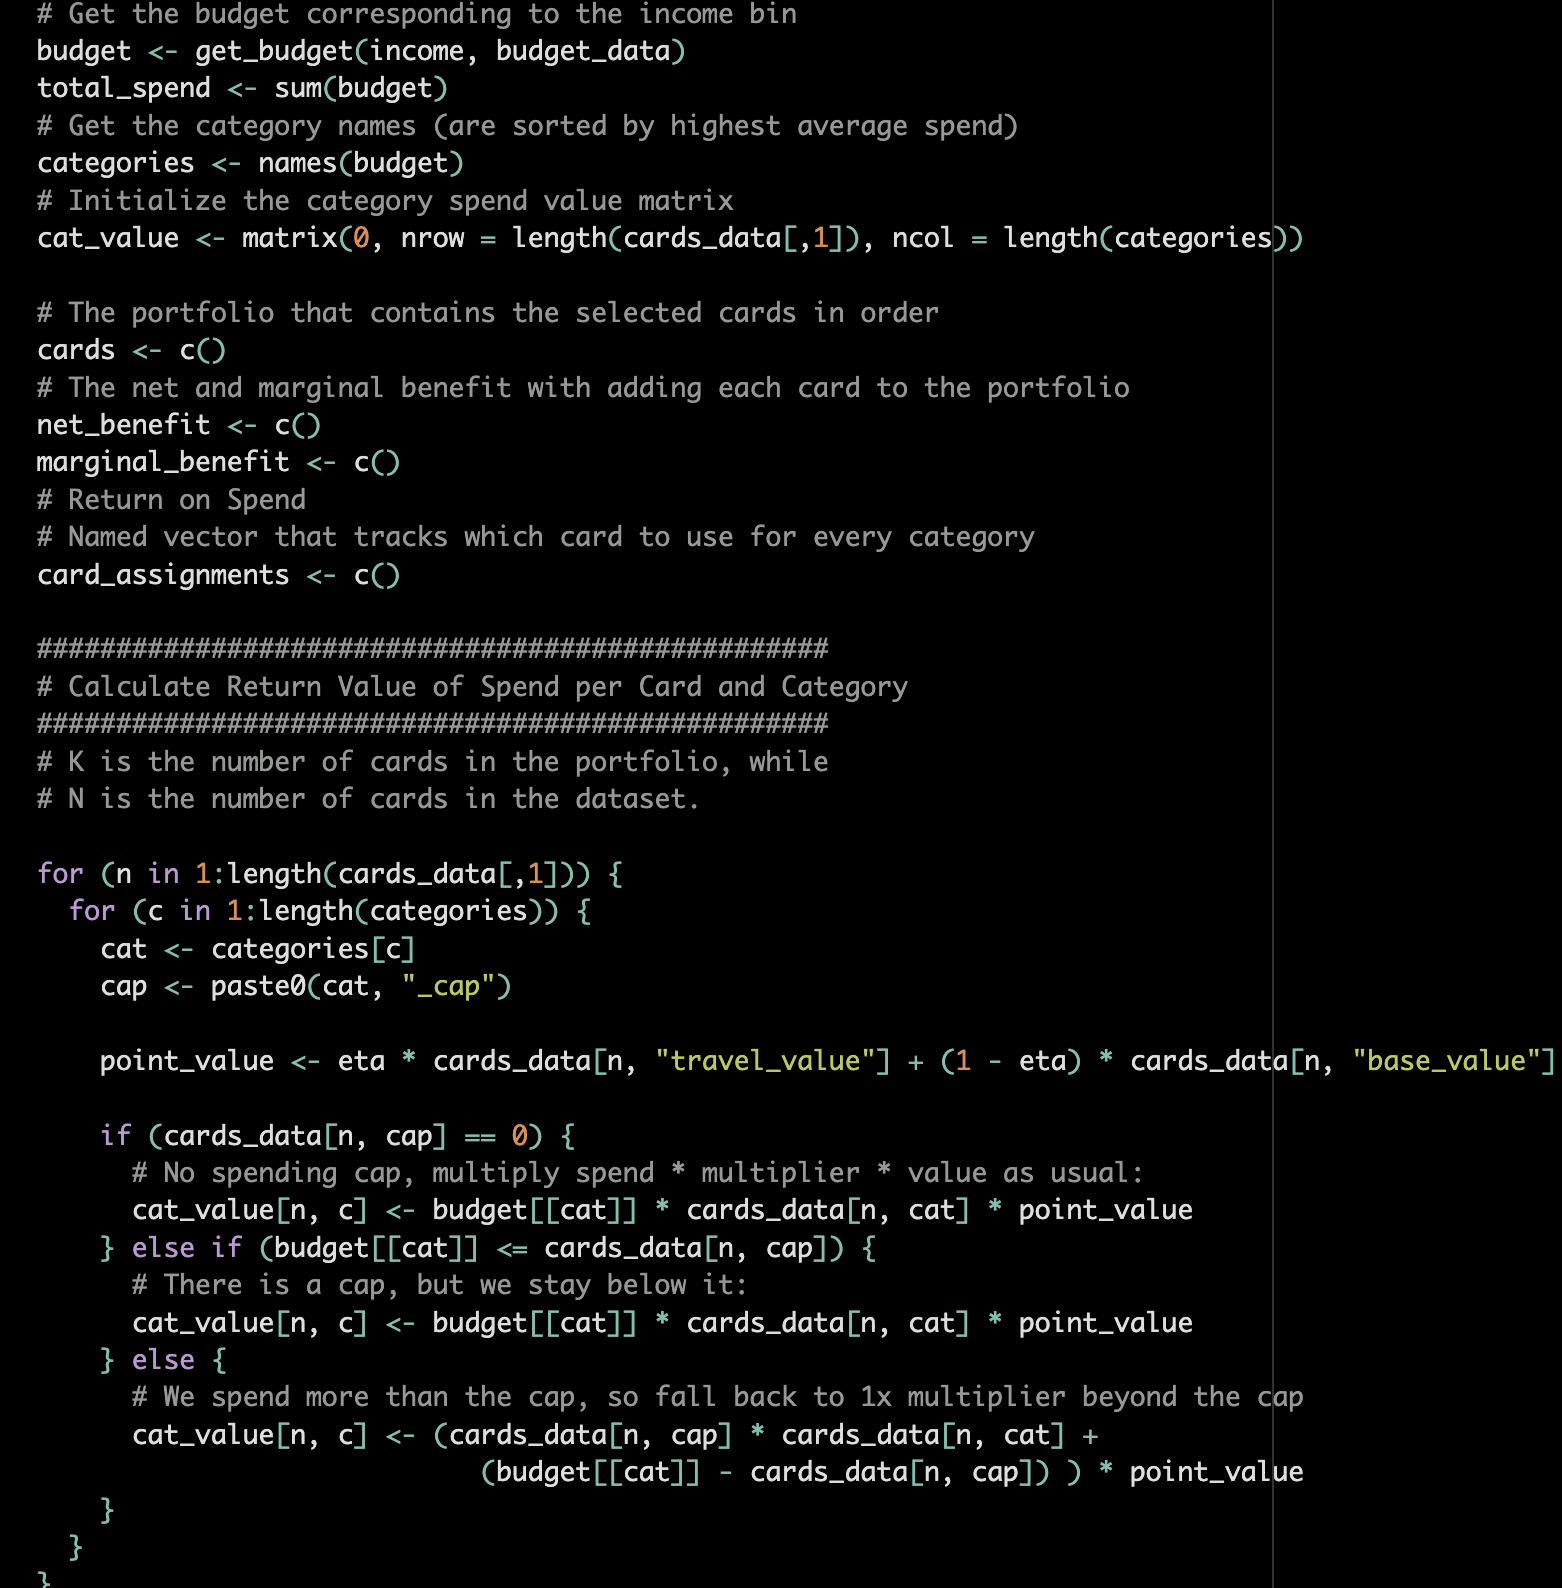 # Get the budget corresponding to the income bin
budget <- get_budget(income, budget_data)
total_spend <- sum(budget)
# Get the category names (are sorted by highest average spend)
categories <- names(budget)
# Initialize the category spend value matrix
cat_value <- matrix(0, nrow = length(cards_data[,1]), ncol = length(categories))

# The portfolio that contains the selected cards in order
cards <- c()
# The net and marginal benefit with adding each card to the portfolio
net_benefit <- c()
marginal_benefit <- c()
# Return on Spend
# Named vector that tracks which card to use for every category
card_assignments <- c()

##################################################
# Calculate Return Value of Spend per Card and Category
##################################################
# K is the number of cards in the portfolio, while
# N is the number of cards in the dataset.

for (n in 1:length(cards_data[,1])) {
  for (c in 1:length(categories)) {
    cat <- categories[c]
    cap <- paste0(cat, "_cap")

    point_value <- eta * cards_data[n, "travel_value"] + (1 - eta) * cards_data[n, "base_value"]

    if (cards_data[n, cap] == 0) {
      # No spending cap, multiply spend * multiplier * value as usual:
      cat_value[n, c] <- budget[[cat]] * cards_data[n, cat] * point_value
    } else if (budget[[cat]] <= cards_data[n, cap]) {
      # There is a cap, but we stay below it:
      cat_value[n, c] <- budget[[cat]] * cards_data[n, cat] * point_value
    } else {
      # We spend more than the cap, so fall back to 1x multiplier beyond the cap
      cat_value[n, c] <- (cards_data[n, cap] * cards_data[n, cat] +
                            (budget[[cat]] - cards_data[n, cap]) ) * point_value
    }
  }
}